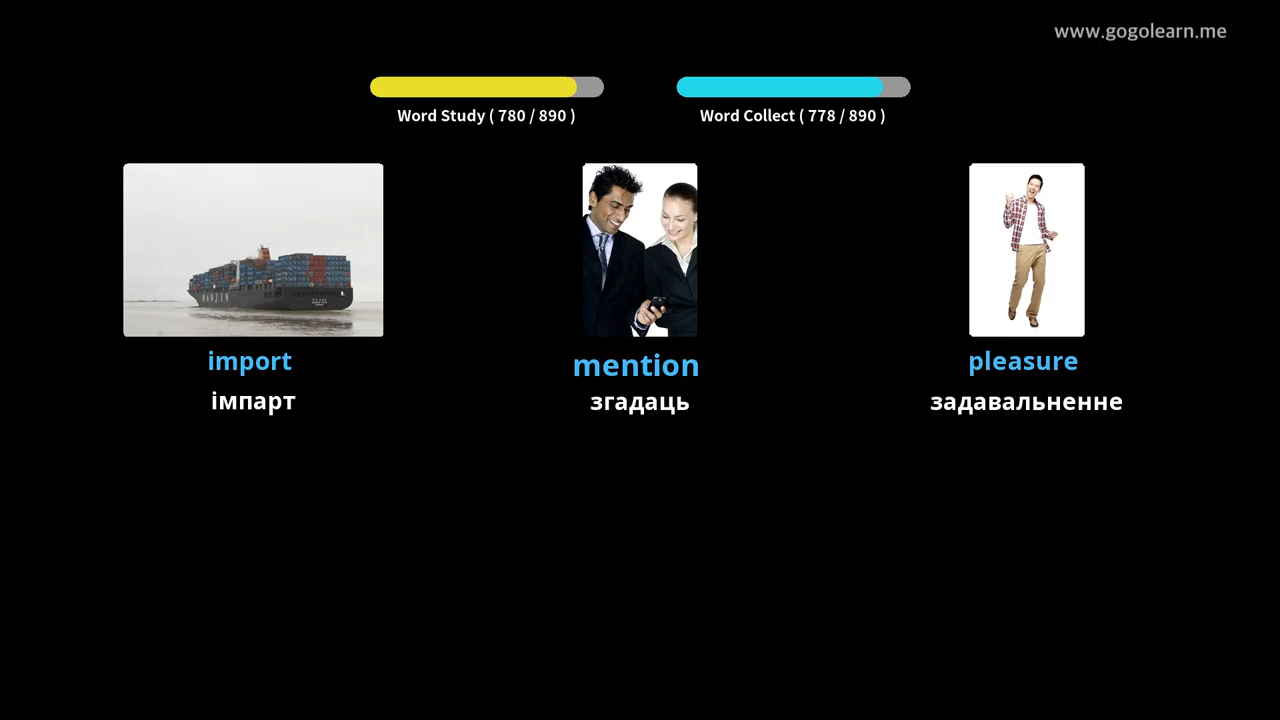 www.gogolearn.me
Word Study ( 780 / 890 )
Word Collect ( 778 / 890 )
import
mention
pleasure
імпарт
згадаць
задавальненне